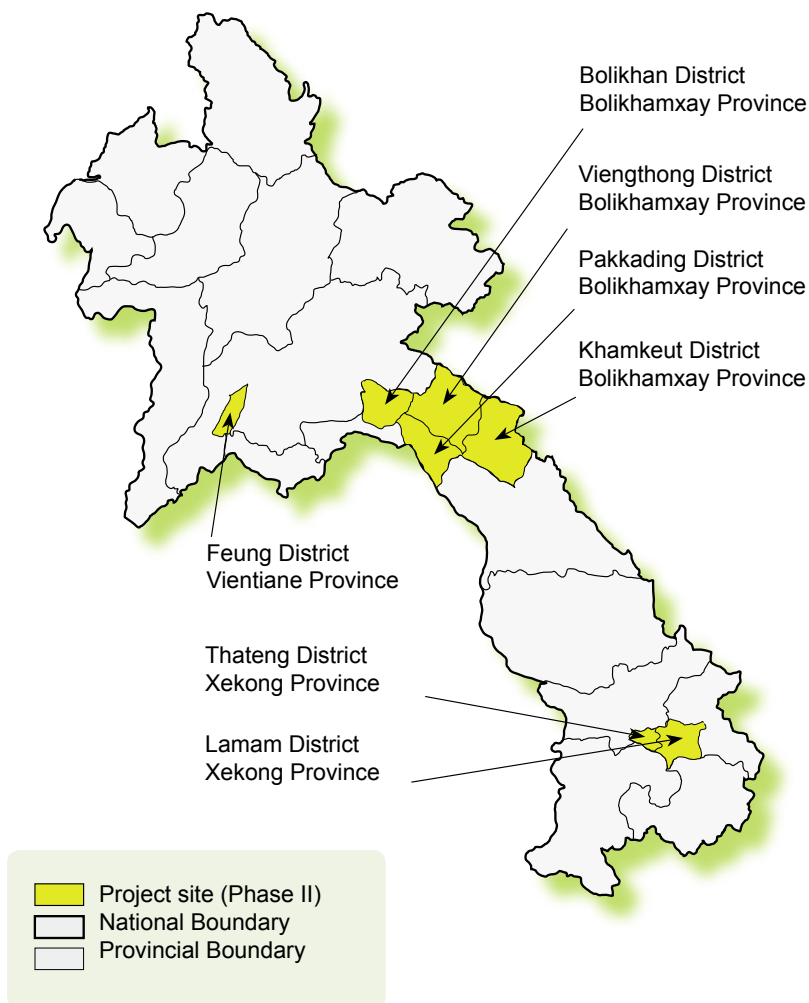 Bolikhan District
Bolikhamxay Province
Viengthong District
Bolikhamxay Province
Pakkading District
Bolikhamxay Province
Khamkeut District
Bolikhamxay Province
Feung District
Vientiane Province
Thateng District
Xekong Province
Lamam District
Xekong Province
Project site (Phase II)
National Boundary
Provincial Boundary